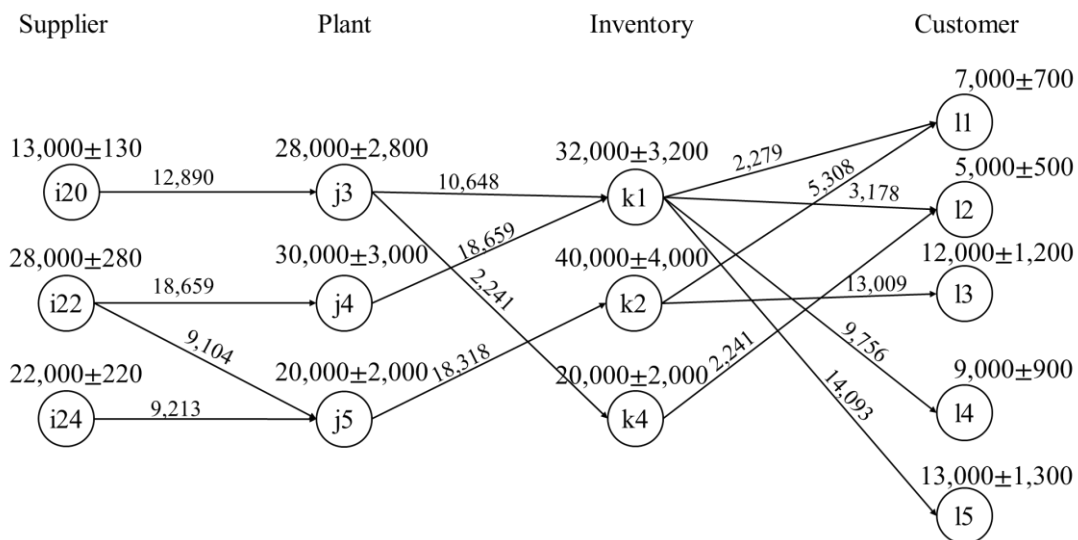 Supplier Plant Inventory Customer
7,000±700
l1
13,000±130 28,000±2,800 32,000±3,200
i20 12,890 j3 10,648 k1 2,279 5,308 3,178
5,000±500
l2
28,000±280 30,000±3,000 18,659 40,000±4,000 12,000±1,200
i22 18,659 j4 2,241 k2 13,009 l3
9,104 9,756
22,000±220 20,000±2,000 18,318 20,000±2,000 2,241 14,093 9,000±900
i24 9,213 j5 k4 l4
13,000±1,300
l5